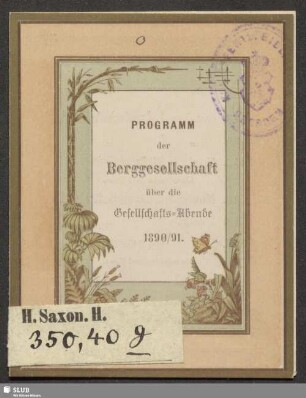 PROGRAMM
der
Berggesellschaft
über die
Gesellschafts-Abende
1890/91.
H. Saxon. H.
350,40 g
SLUB